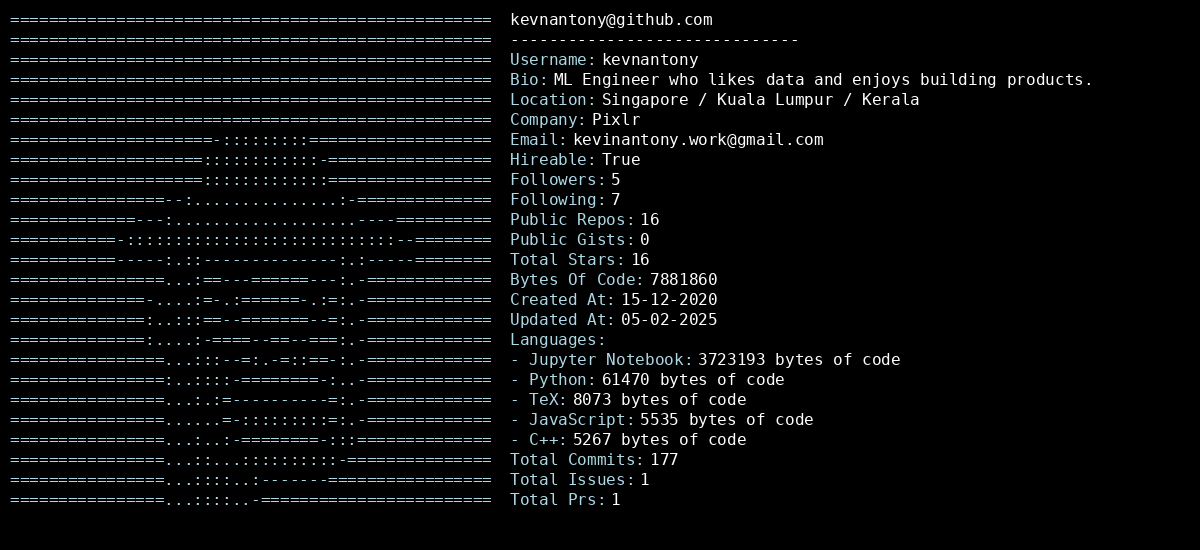 kevnantony@github.com
------------------------------
Username: kevnantony
Bio: ML Engineer who likes data and enjoys building products.
Location: Singapore / Kuala Lumpur / Kerala
Company: Pixlr
Email: kevinantony.work@gmail.com
Hireable: True
Followers: 5
Following: 7
Public Repos: 16
Public Gists: 0
Total Stars: 16
Bytes Of Code: 7881860
Created At: 15-12-2020
Updated At: 05-02-2025
Languages:
- Jupyter Notebook: 3723193 bytes of code
- Python: 61470 bytes of code
- TeX: 8073 bytes of code
- JavaScript: 5535 bytes of code
- C++: 5267 bytes of code
Total Commits: 177
Total Issues: 1
Total Prs: 1